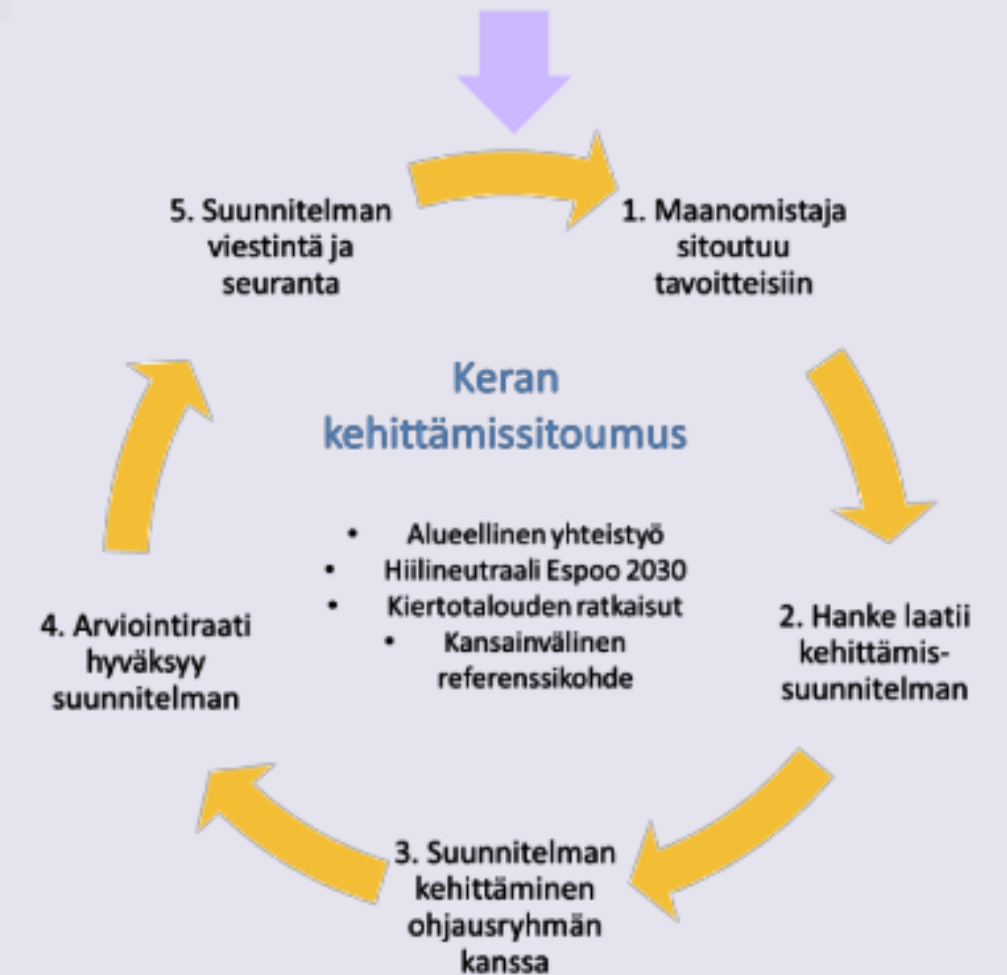 1. Maanomistaja
sitoutuu
tavoitteisiin
2. Hanke laatii
kehittämis-
suunnitelman
3. Suunnitelman
kehittäminen
ohjausryhmän
kanssa
4. Arviointiraati
hyväksyy
suunnitelman
5. Suunnitelman
viestintä ja
seuranta
Keran
kehittämissitoumus
• Alueellinen yhteistyö
• Hiilineutraali Espoo 2030
• Kiertotalouden ratkaisut
• Kansainvälinen
referenssikohde